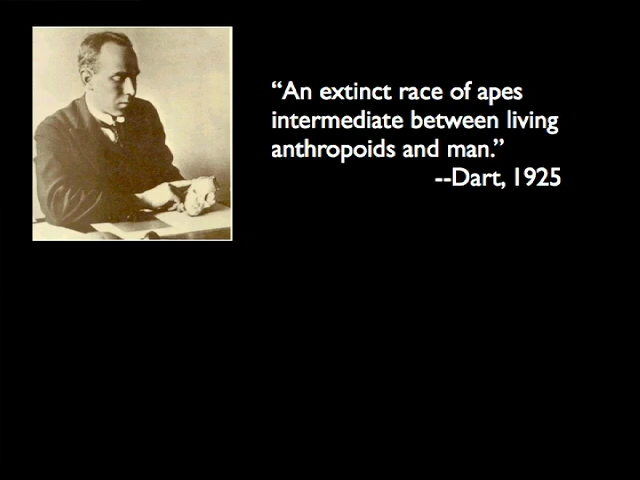 “An extinct race of apes
intermediate between living
anthropoids and man.”
--Dart, 1925